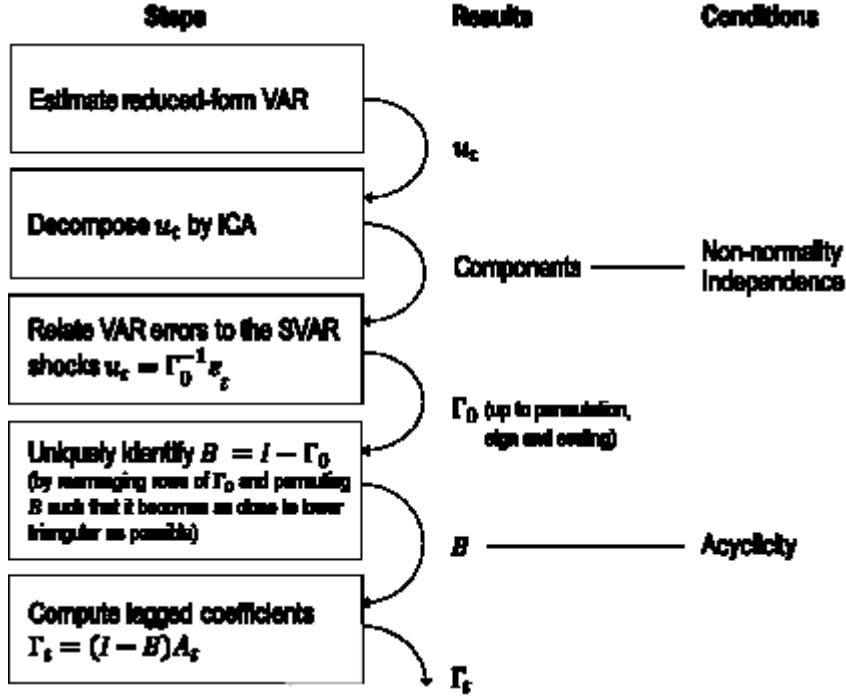 Steps Results Conditions
Estimate reduced-form VAR
u_t
Decompose u_t by ICA
Components
Non-normality
Independence
Relate VAR errors to the SVAR
shocks u_t = Γ_0^{-1} ε_t
Γ_0 (up to permutation,
sign and scaling)
Uniquely identify B = I − Γ_0
(by rearranging rows of Γ_0 and permuting
B such that it becomes as close to lower
triangular as possible)
B
Acyclicity
Compute lagged coefficients
Γ_t = (I − B)A_t
Γ_t